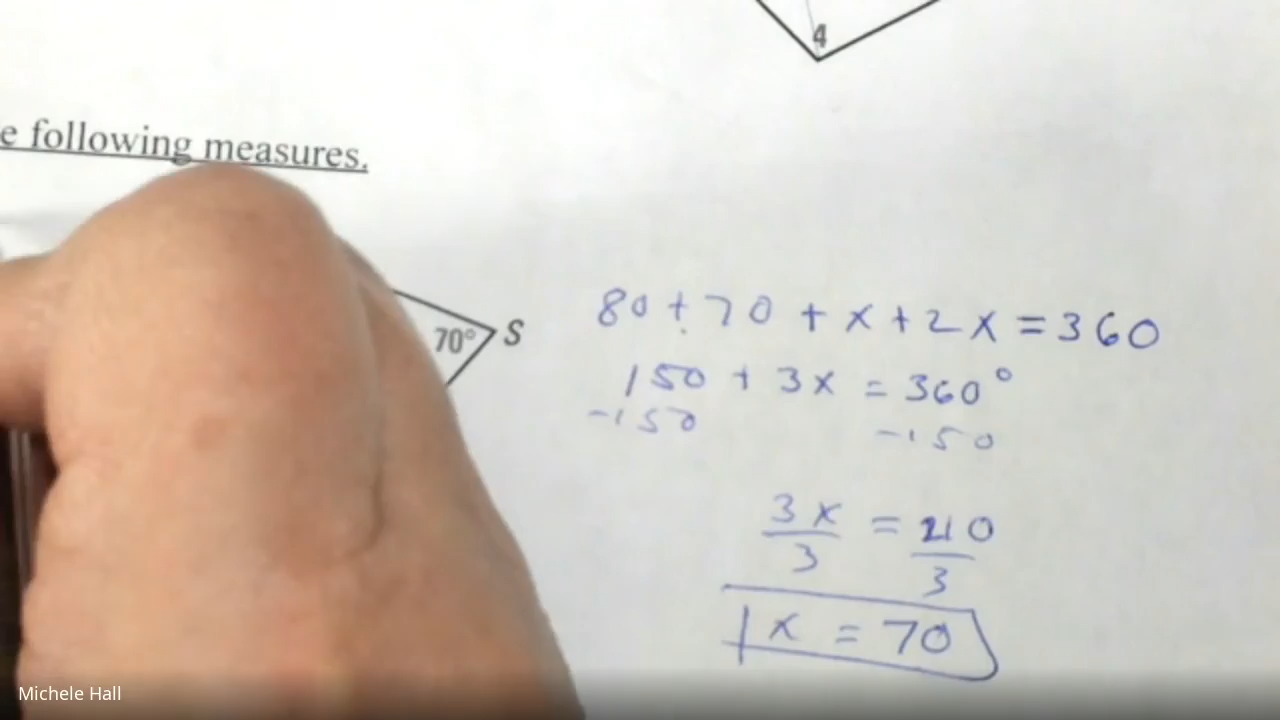 4
e following measures.
80 + 70 + x + 2x = 360
70° S
150 + 3x = 360°
-150 -150
3x = 210
3 3
x = 70
Michele Hall